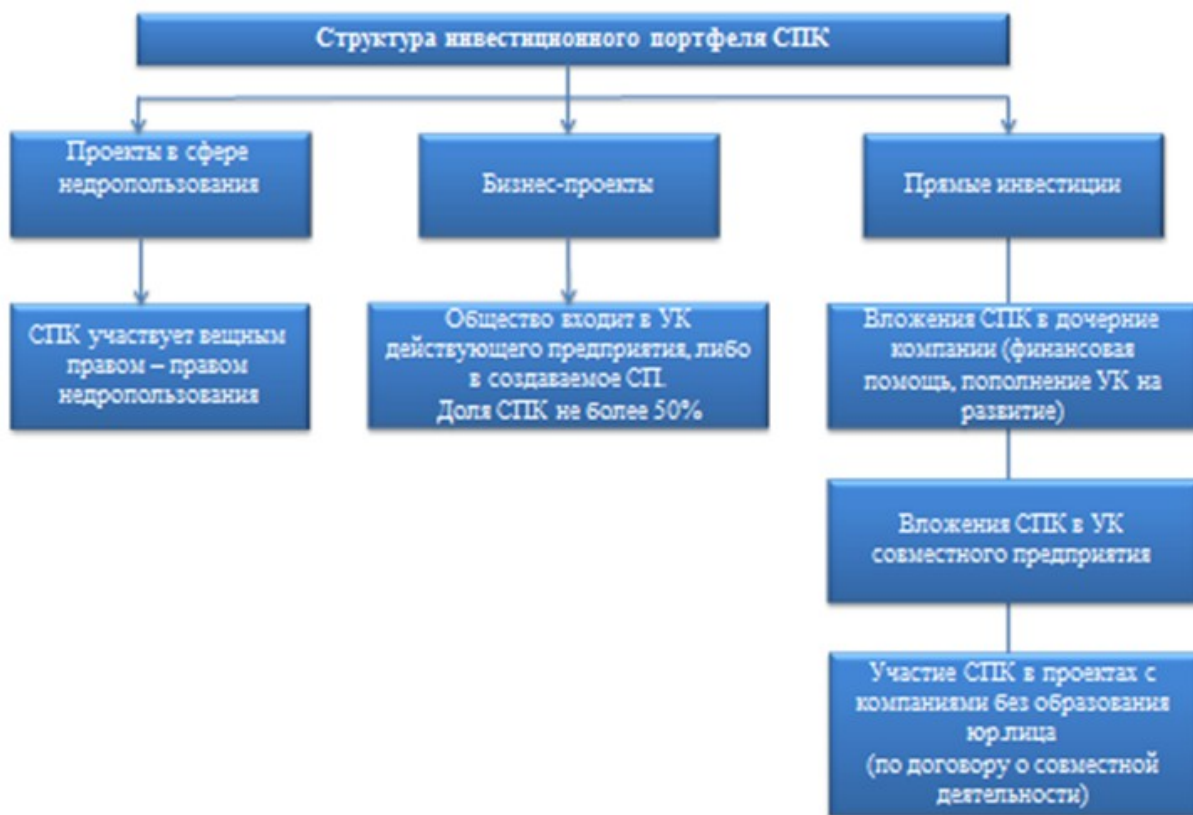 Структура инвестиционного портфеля СПК
Проекты в сфере
недропользования
Бизнес-проекты
Прямые инвестиции
СПК участвует вещным
правом – правом
недропользования
Общество входит в УК
действующего предприятия, либо
в создаваемое СП.
Доля СПК не более 50%
Вложения СПК в дочерние
компании (финансовая
помощь, пополнение УК на
развитие)
Вложения СПК в УК
совместного предприятия
Участие СПК в проектах с
компаниями без образования
юр.лица
(по договору о совместной
деятельности)